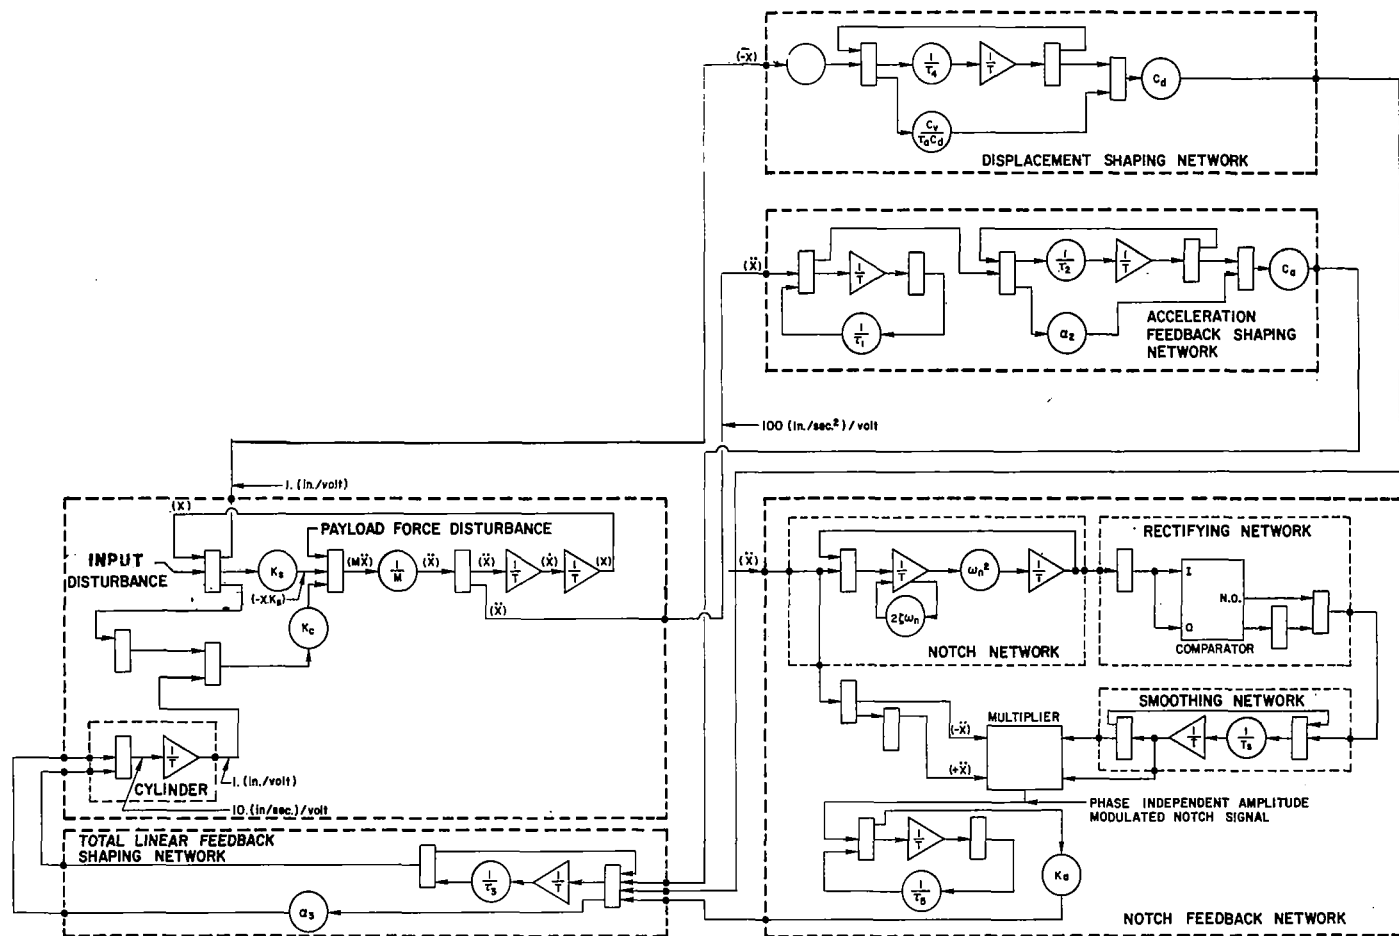 (-X)
1/τ4
1/T
Cd
Cv/τaCd
DISPLACEMENT SHAPING NETWORK
(Ẍ)
1/T
1/τ1
1/τ2
1/T
α2
Ca
ACCELERATION
FEEDBACK SHAPING
NETWORK
100 (in./sec.²)/volt
1. (in./volt)
(X)
PAYLOAD FORCE DISTURBANCE
INPUT
DISTURBANCE
Ks
(-X·Ks)
(MẌ)
1/M
(Ẍ)
(Ẍ)
1/T
(Ẋ)
1/T
(X)
(Ẍ)
Kc
1/T
CYLINDER
1. (in./volt)
10. (in/sec.)/volt
(Ẍ)
1/T
ωn²
1/T
2ζωn
NOTCH NETWORK
RECTIFYING NETWORK
I
N.O.
Q
COMPARATOR
SMOOTHING NETWORK
1/T
1/τs
MULTIPLIER
(-Ẍ)
(+Ẍ)
PHASE INDEPENDENT AMPLITUDE
MODULATED NOTCH SIGNAL
1/T
1/τ5
Ka
NOTCH FEEDBACK NETWORK
TOTAL LINEAR FEEDBACK
SHAPING NETWORK
1/τ3
1/T
α3